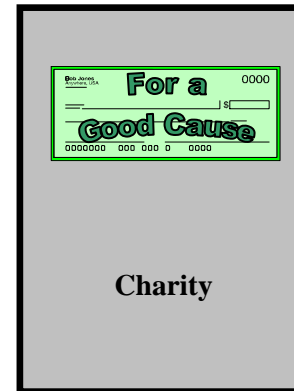 Bob Jones
Anywhere, USA
For a
0000
$
Good Cause
0000000 000 000 0 0000
Charity